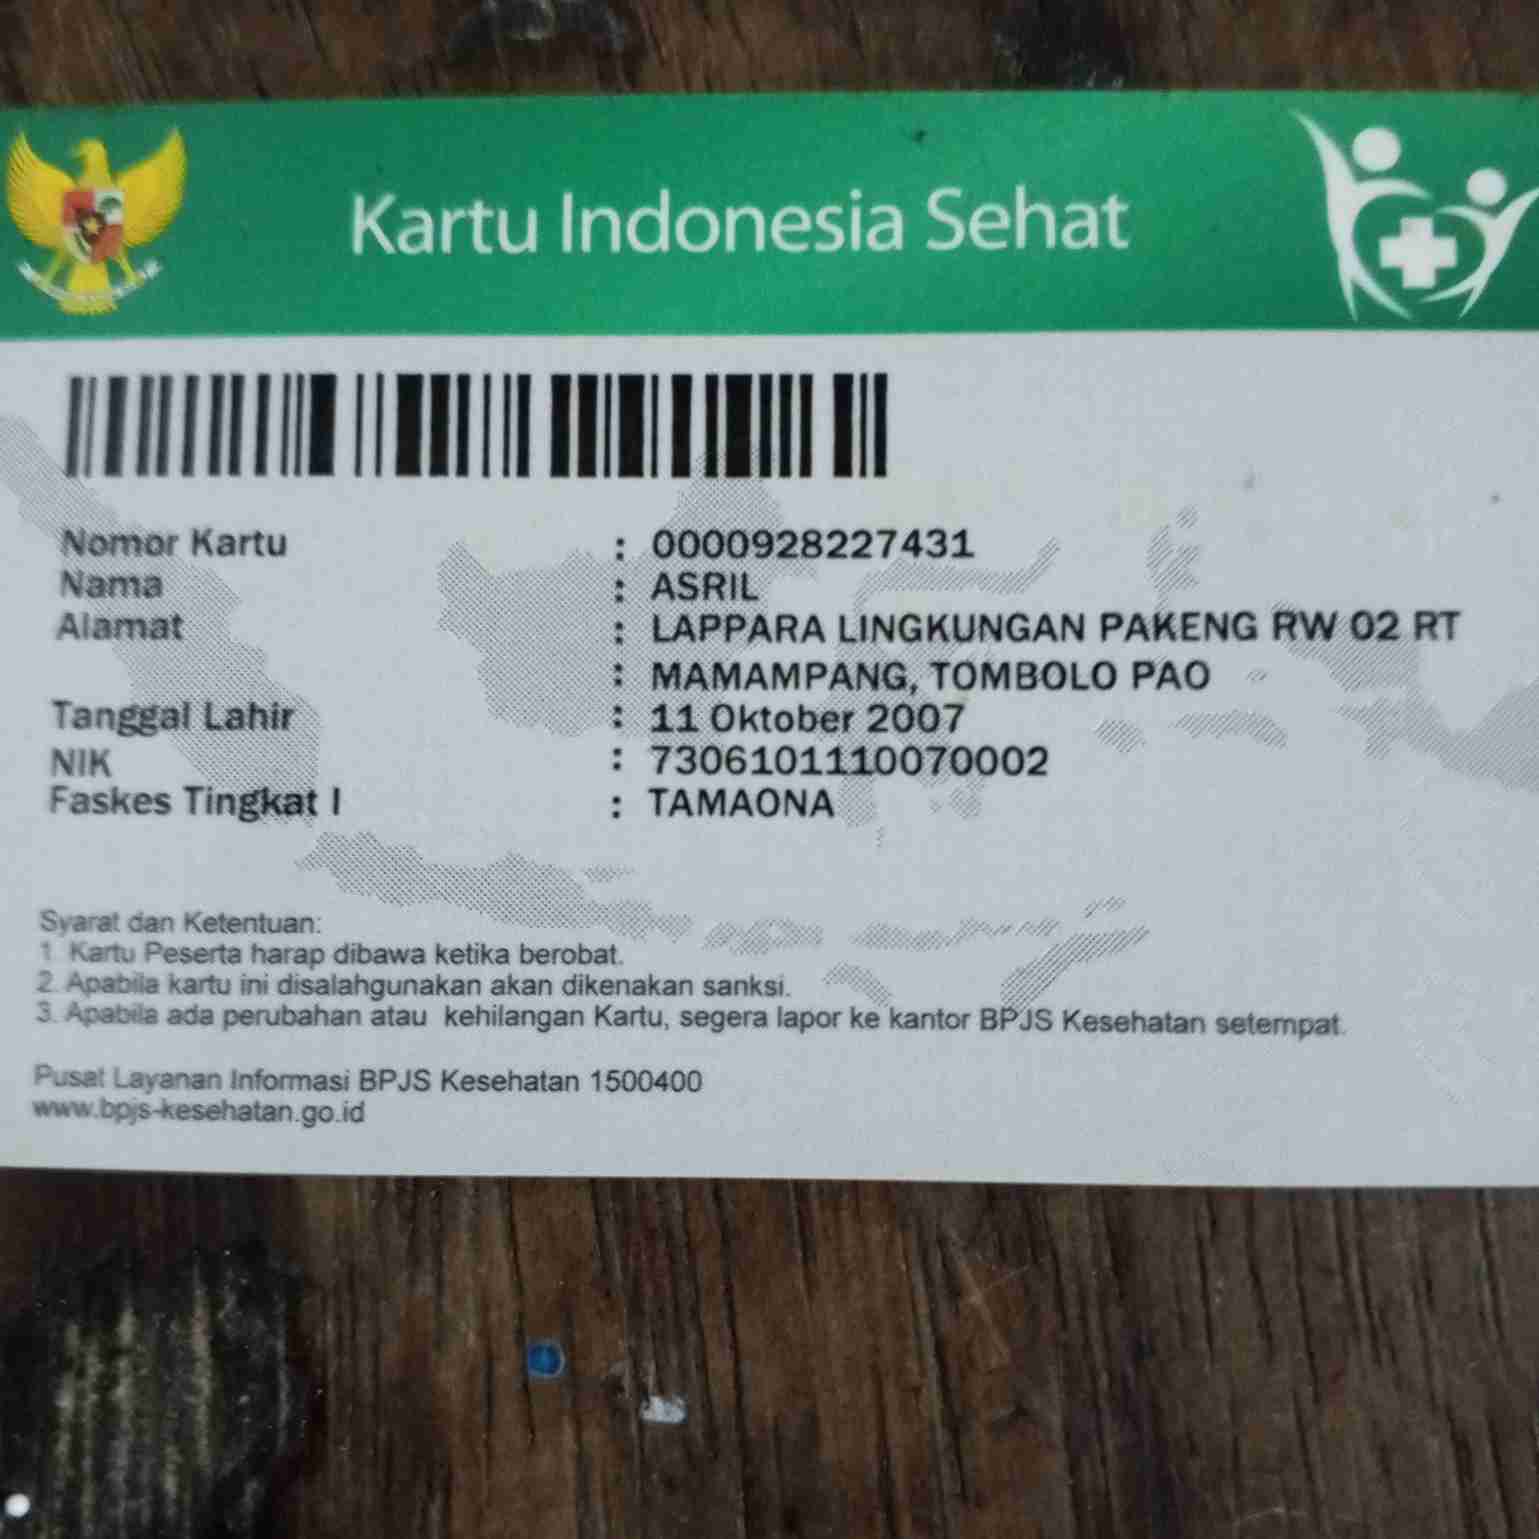 Kartu Indonesia Sehat
Nomor Kartu : 0000928227431
Nama : ASRIL
Alamat : LAPPARA LINGKUNGAN PAKENG RW 02 RT
: MAMAMPANG, TOMBOLO PAO
Tanggal Lahir : 11 Oktober 2007
NIK : 7306101110070002
Faskes Tingkat I : TAMAONA
Syarat dan Ketentuan:
1. Kartu Peserta harap dibawa ketika berobat.
2. Apabila kartu ini disalahgunakan akan dikenakan sanksi.
3. Apabila ada perubahan atau kehilangan Kartu, segera lapor ke kantor BPJS Kesehatan setempat.
Pusat Layanan Informasi BPJS Kesehatan 1500400
www.bpjs-kesehatan.go.id